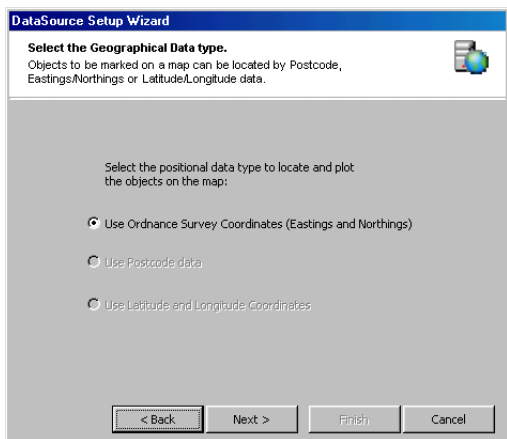 DataSource Setup Wizard
Select the Geographical Data type.
Objects to be marked on a map can be located by Postcode,
Eastings/Northings or Latitude/Longitude data.
Select the positional data type to locate and plot
the objects on the map:
Use Ordnance Survey Coordinates (Eastings and Northings)
Use Postcode data
Use Latitude and Longitude Coordinates
< Back Next > Finish Cancel